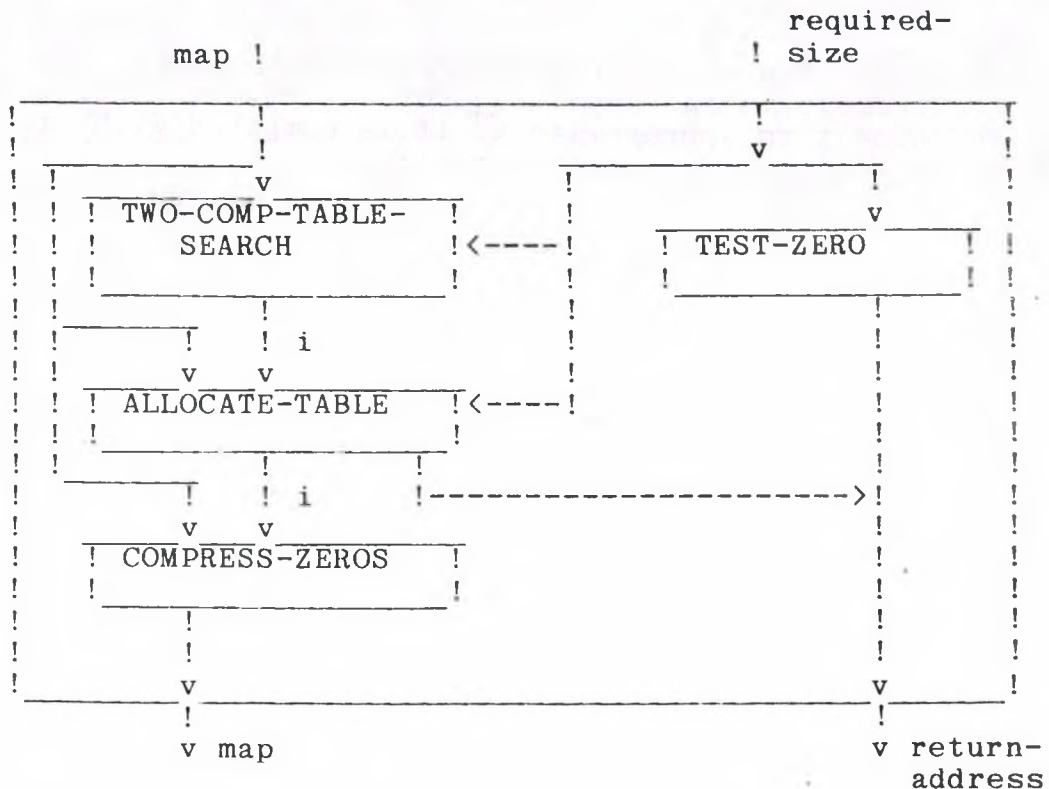 required-
map size
TWO-COMP-TABLE-
SEARCH
TEST-ZERO
i
ALLOCATE-TABLE
i
COMPRESS-ZEROS
map
return-
address